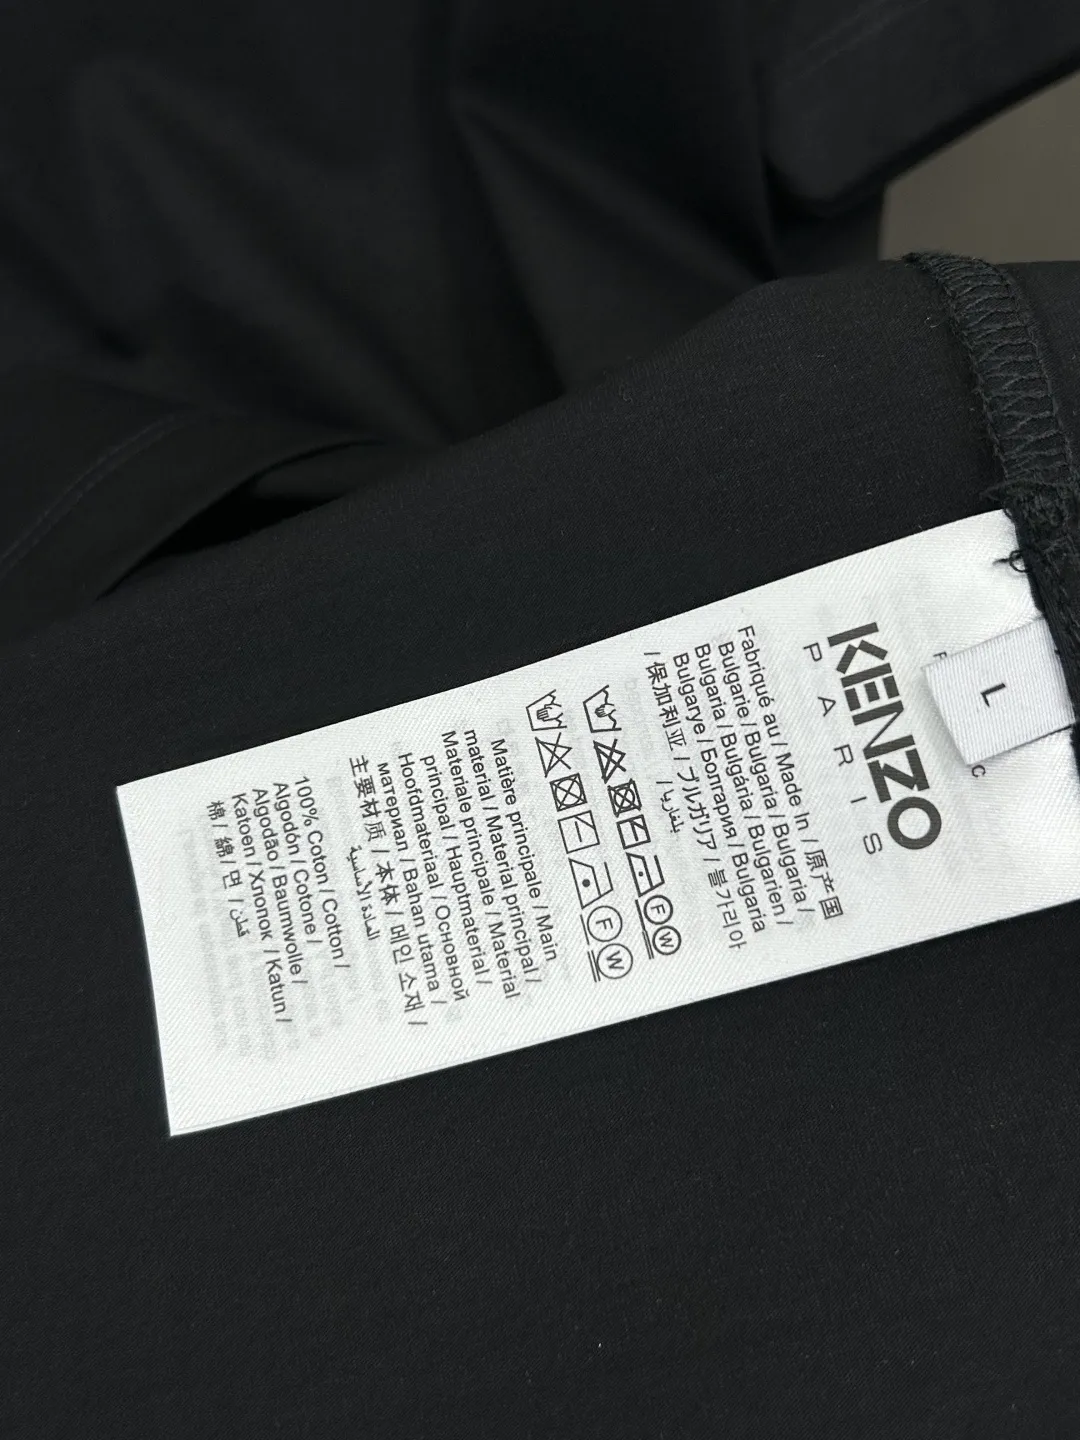 KENZO
PARIS
L
Fabriqué au / Made In / 原产国
Bulgarie / Bulgaria / Bulgaria /
Bulgaria / Bulgária / Bulgarien /
Bulgarye / Болгария / Bulgaria
/ 保加利亚 / ブルガリア / 불가리아
/ بلغاريا
F
W
F
W
Matière principale / Main
material / Material principal /
Materiale principale / Material
principal / Hauptmaterial /
Hoofdmateriaal / Основной
материал / Bahan utama /
主要材质 / 本体 / 메인 소재 /
المادة الأساسية
100% Coton / Cotton /
Algodón / Cotone /
Algodão / Baumwolle /
Katoen / Хлопок / Katun /
棉 / 綿 / 면 / قطن